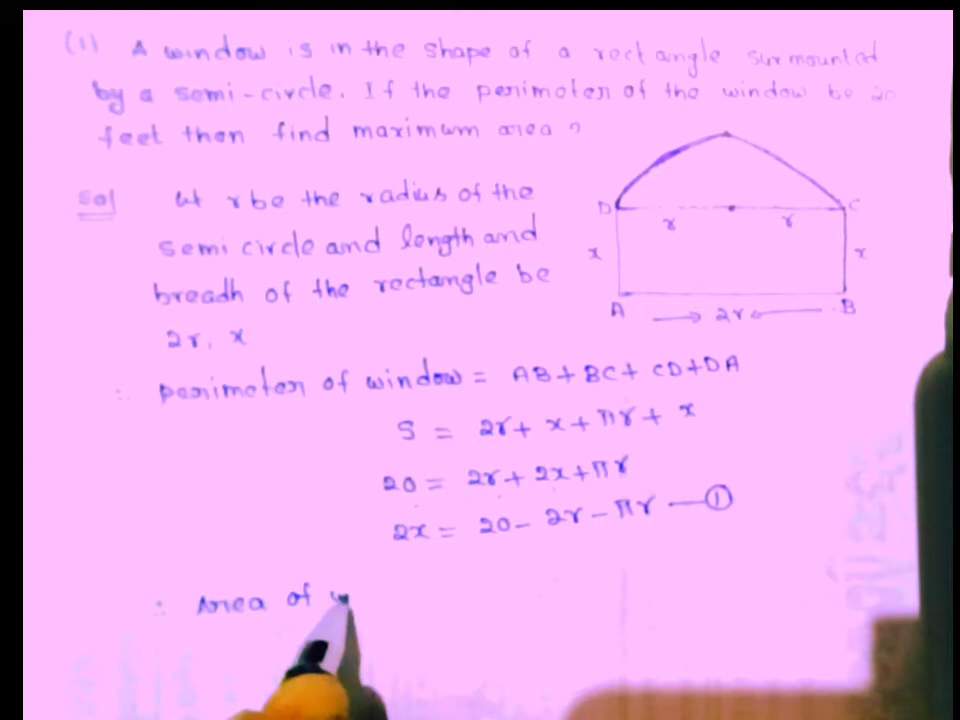 (1) A window is in the shape of a rectangle surmounted
by a semi-circle. If the perimeter of the window be 20
feet then find maximum area?
Sol let r be the radius of the
semi circle and length and
breadh of the rectangle be
2r, x
D C
r r
x x
A 2r B
∴ perimeter of window = AB + BC + CD + DA
S = 2r + x + πr + x
20 = 2r + 2x + πr
2x = 20 - 2r - πr — ①
∴ Area of w